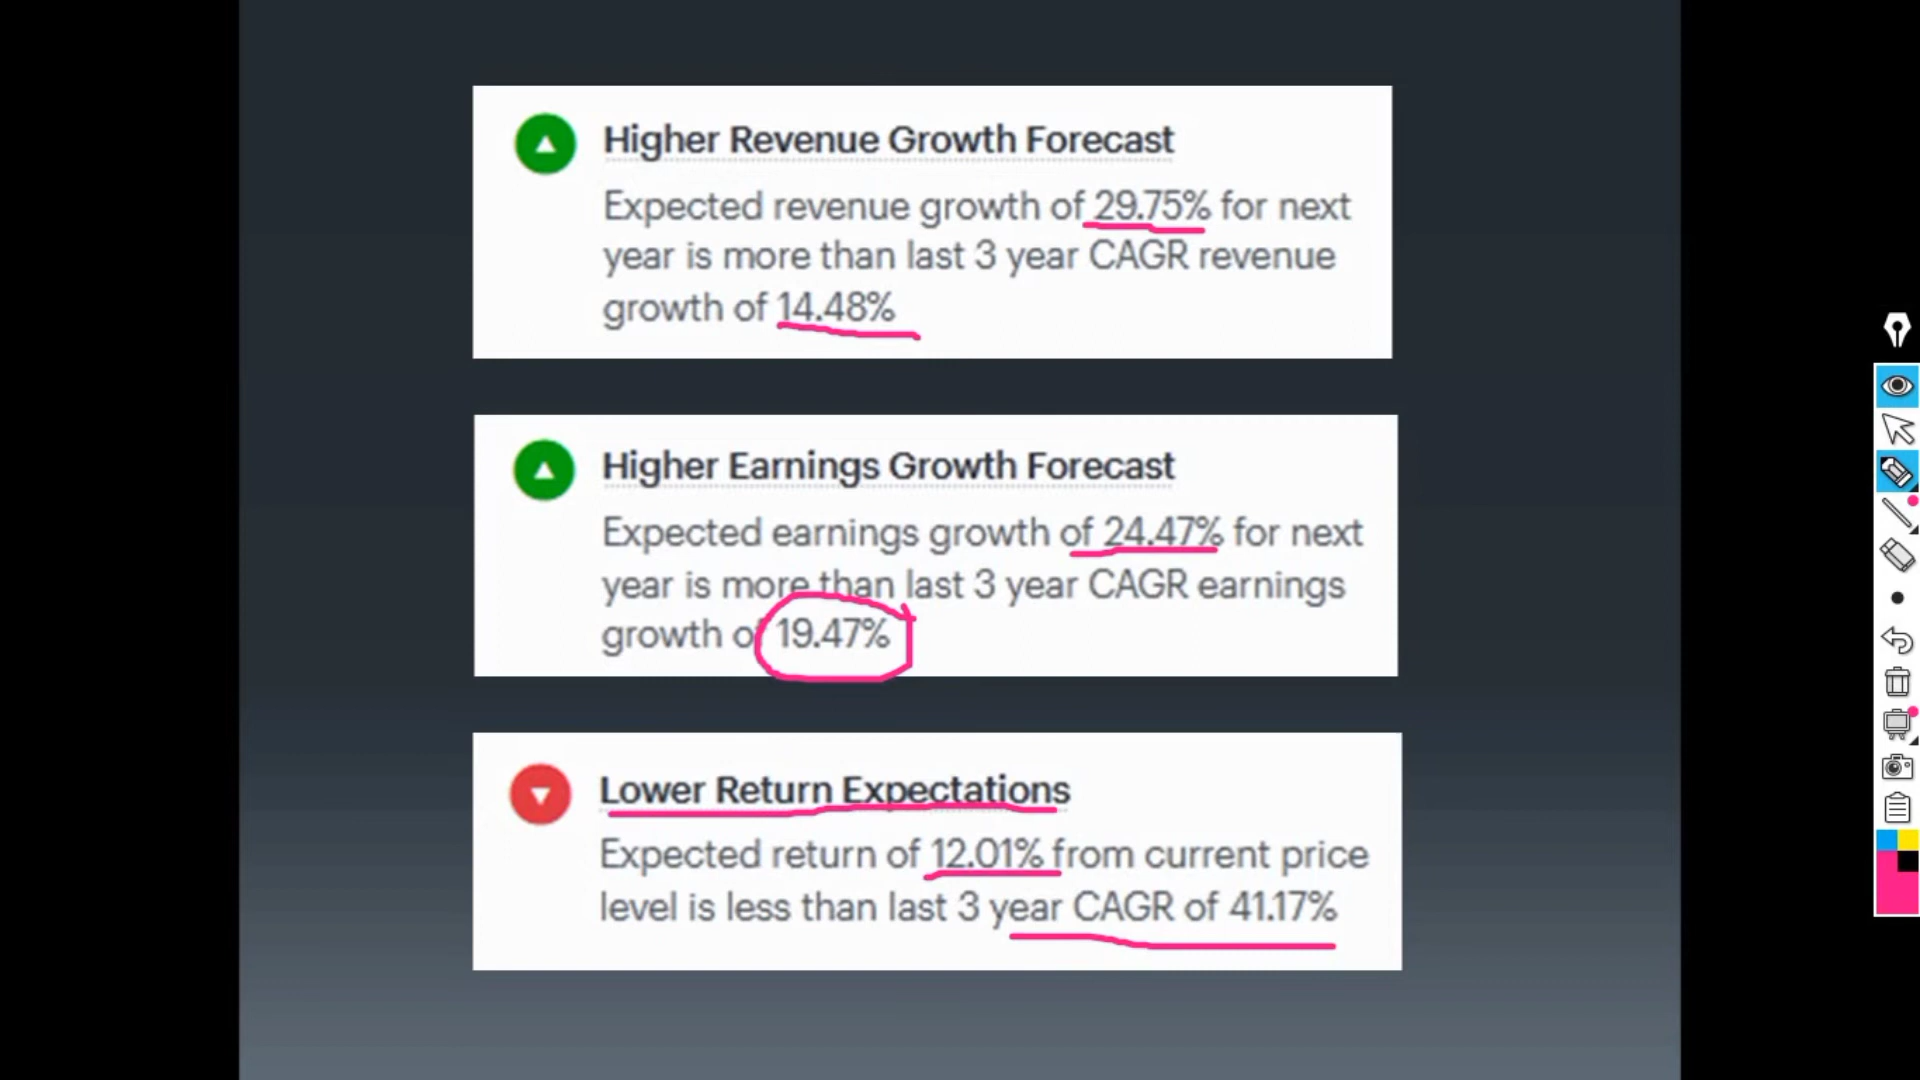 Higher Revenue Growth Forecast
Expected revenue growth of 29.75% for next
year is more than last 3 year CAGR revenue
growth of 14.48%
Higher Earnings Growth Forecast
Expected earnings growth of 24.47% for next
year is more than last 3 year CAGR earnings
growth of 19.47%
Lower Return Expectations
Expected return of 12.01% from current price
level is less than last 3 year CAGR of 41.17%